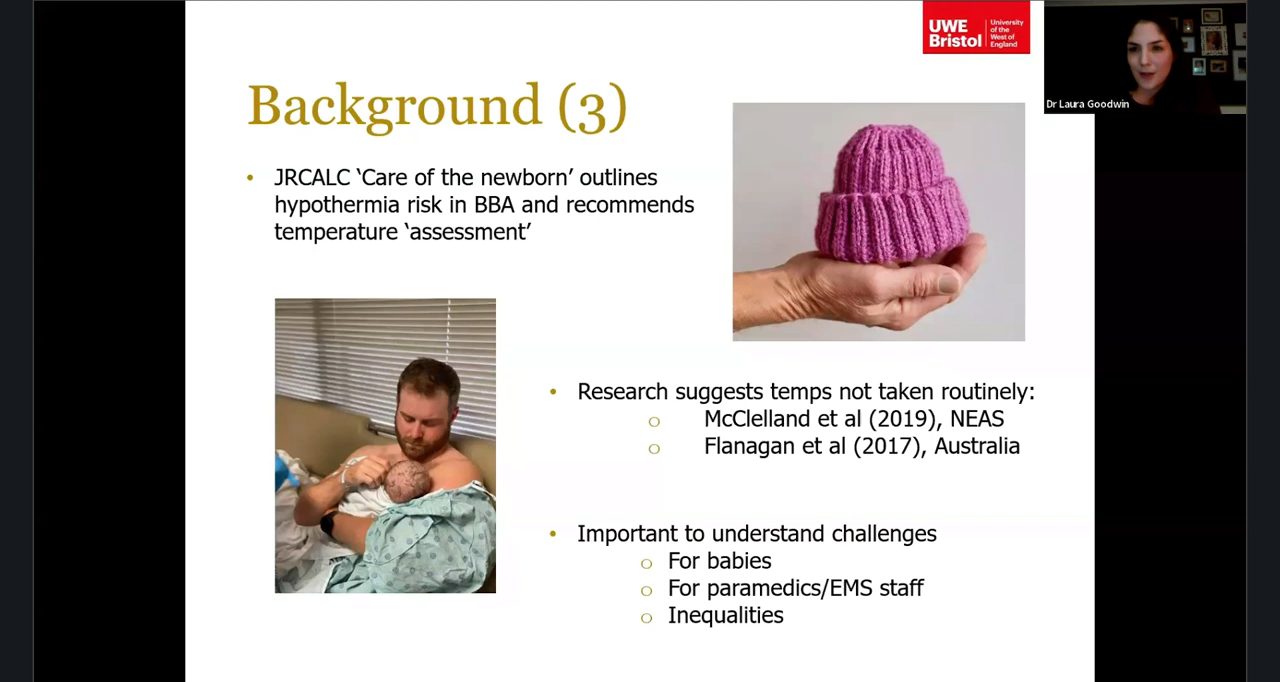 UWE
Bristol
University
of the
West of
England
Dr Laura Goodwin
Background (3)
• JRCALC ‘Care of the newborn’ outlines
hypothermia risk in BBA and recommends
temperature ‘assessment’
• Research suggests temps not taken routinely:
o McClelland et al (2019), NEAS
o Flanagan et al (2017), Australia
• Important to understand challenges
o For babies
o For paramedics/EMS staff
o Inequalities